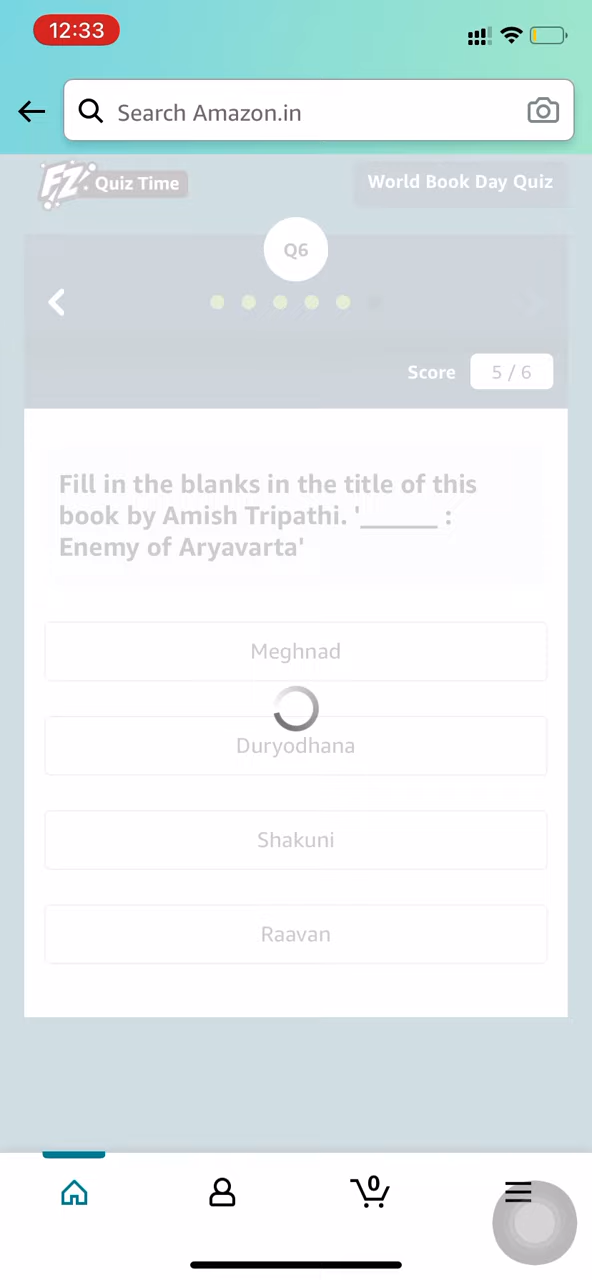 12:33
Search Amazon.in
FZ Quiz Time
World Book Day Quiz
Q6
Score 5 / 6
Fill in the blanks in the title of this
book by Amish Tripathi. '______ :
Enemy of Aryavarta'
Meghnad
Duryodhana
Shakuni
Raavan
0